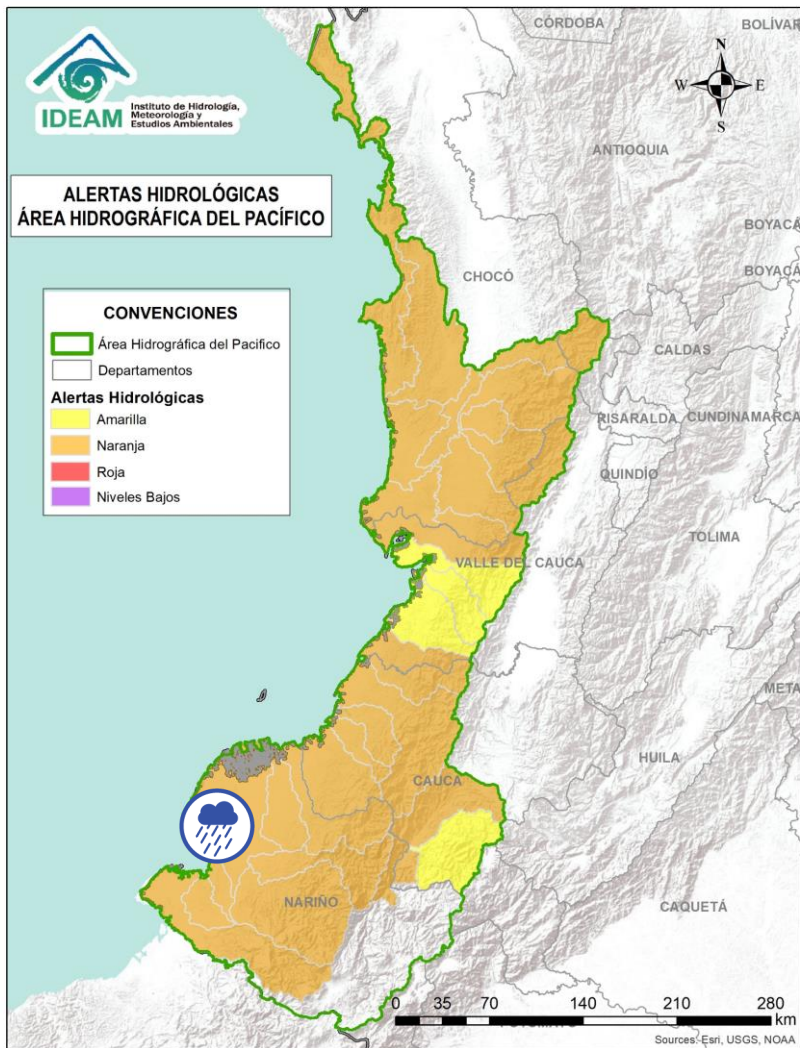 CÓRDOBA
BOLÍVAR
IDEAM
Instituto de Hidrología,
Meteorología y
Estudios Ambientales
N
W E
S
ANTIOQUIA
ALERTAS HIDROLÓGICAS
ÁREA HIDROGRÁFICA DEL PACÍFICO
BOYACÁ
BOYACÁ
CHOCÓ
CONVENCIONES
Área Hidrográfica del Pacifico
Departamentos
Alertas Hidrológicas
Amarilla
Naranja
Roja
Niveles Bajos
CALDAS
RISARALDA
CUNDINAMARCA
QUINDÍO
TOLIMA
VALLE DEL CAUCA
META
HUILA
CAUCA
NARIÑO
CAQUETÁ
0 35 70 140 210 280
km
Sources: Esri, USGS, NOAA